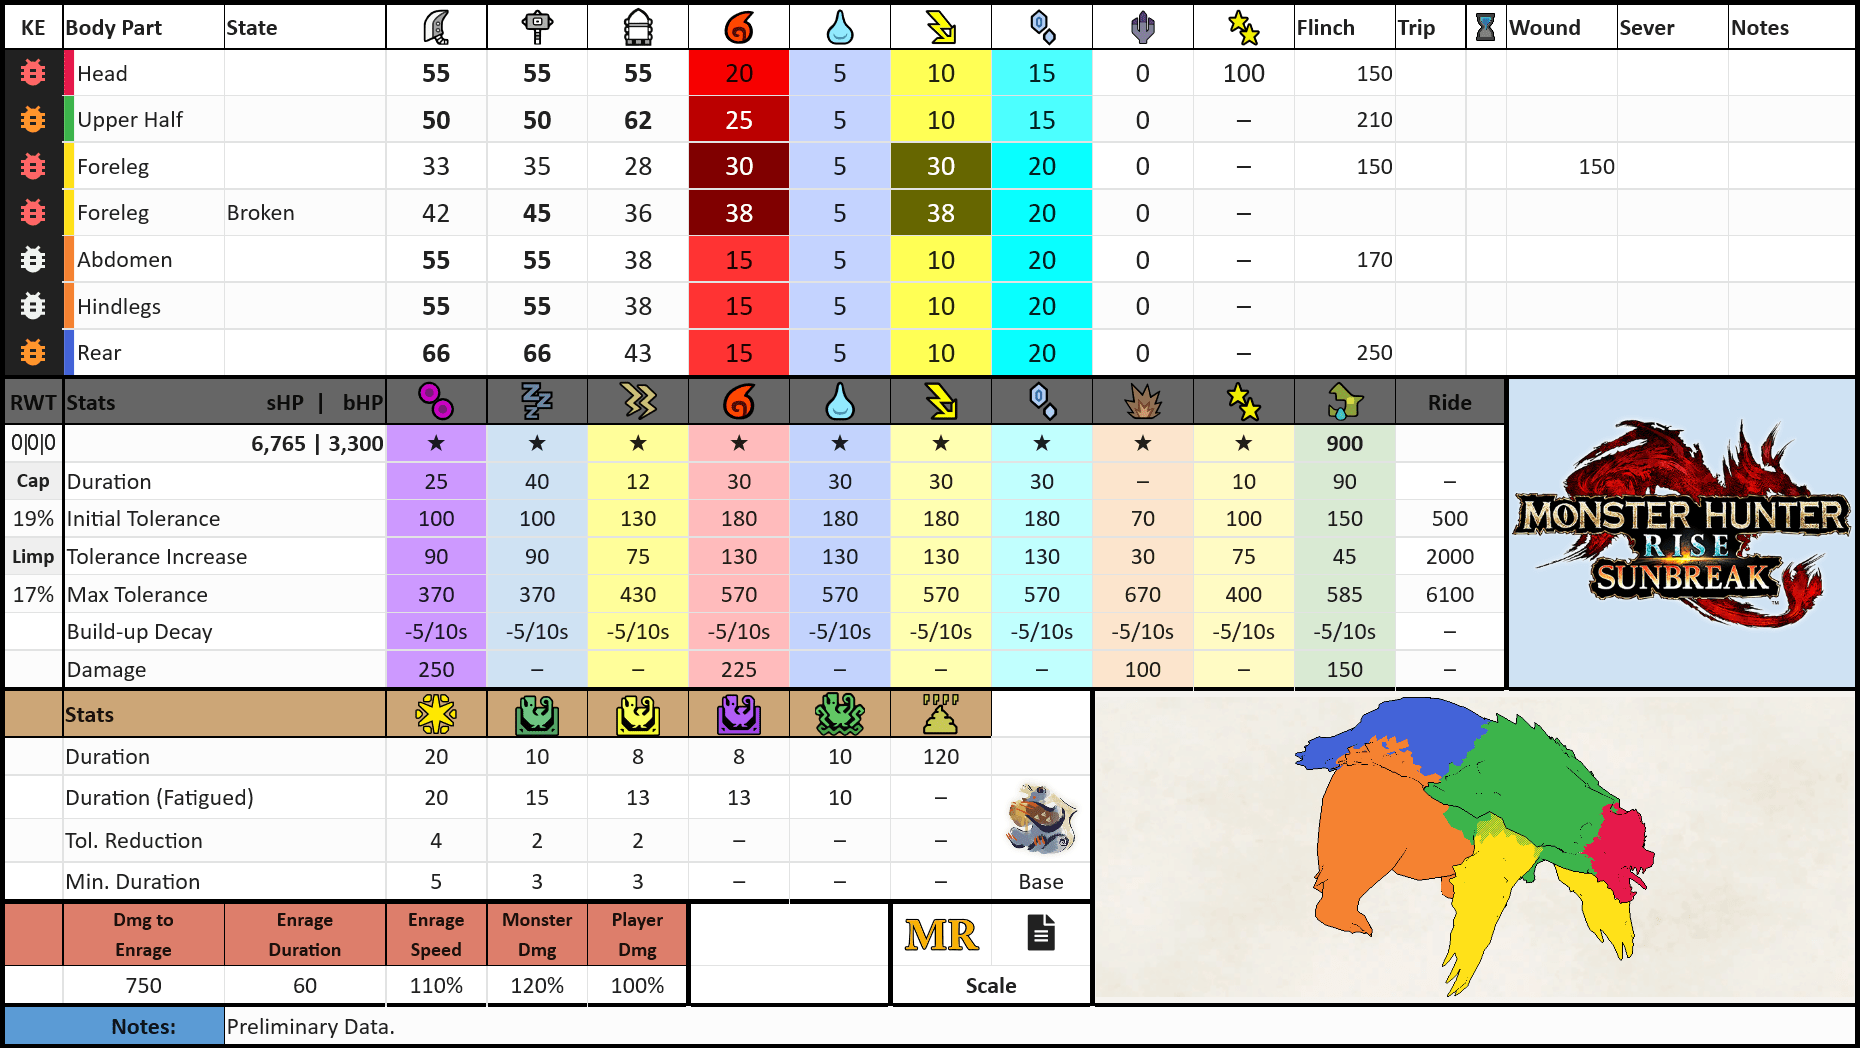 KE Body Part State Flinch Trip Wound Sever Notes
Head 55 55 55 20 5 10 15 0 100 150
Upper Half 50 50 62 25 5 10 15 0 – 210
Foreleg 33 35 28 30 5 30 20 0 – 150 150
Foreleg Broken 42 45 36 38 5 38 20 0 –
Abdomen 55 55 38 15 5 10 20 0 – 170
Hindlegs 55 55 38 15 5 10 20 0 –
Rear 66 66 43 15 5 10 20 0 – 250
RWT Stats sHP | bHP Ride
0|0|0 6,765 | 3,300 ★ ★ ★ ★ ★ ★ ★ ★ ★ 900
Cap Duration 25 40 12 30 30 30 30 – 10 90 –
19% Initial Tolerance 100 100 130 180 180 180 180 70 100 150 500
Limp Tolerance Increase 90 90 75 130 130 130 130 30 75 45 2000
17% Max Tolerance 370 370 430 570 570 570 570 670 400 585 6100
Build-up Decay -5/10s -5/10s -5/10s -5/10s -5/10s -5/10s -5/10s -5/10s -5/10s -5/10s –
Damage 250 – – 225 – – – 100 – 150 –
MONSTER HUNTER
RISE
SUNBREAK
™
Stats
Duration 20 10 8 8 10 120
Duration (Fatigued) 20 15 13 13 10 –
Tol. Reduction 4 2 2 – – –
Min. Duration 5 3 3 – – – Base
Dmg to Enrage Enrage Monster Player
Enrage Duration Speed Dmg Dmg
MR
750 60 110% 120% 100% Scale
Notes: Preliminary Data.